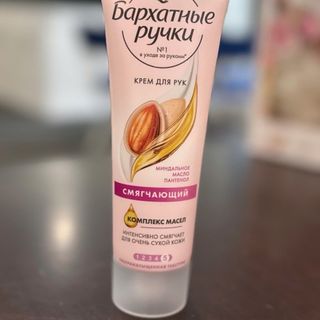 Бархатные
ручки
№1
в уходе за руками*
КРЕМ ДЛЯ РУК
МИНДАЛЬНОЕ
МАСЛО
ПАНТЕНОЛ
СМЯГЧАЮЩИЙ
КОМПЛЕКС МАСЕЛ
ИНТЕНСИВНО СМЯГЧАЕТ
ДЛЯ ОЧЕНЬ СУХОЙ КОЖИ
1 2 3 4 5